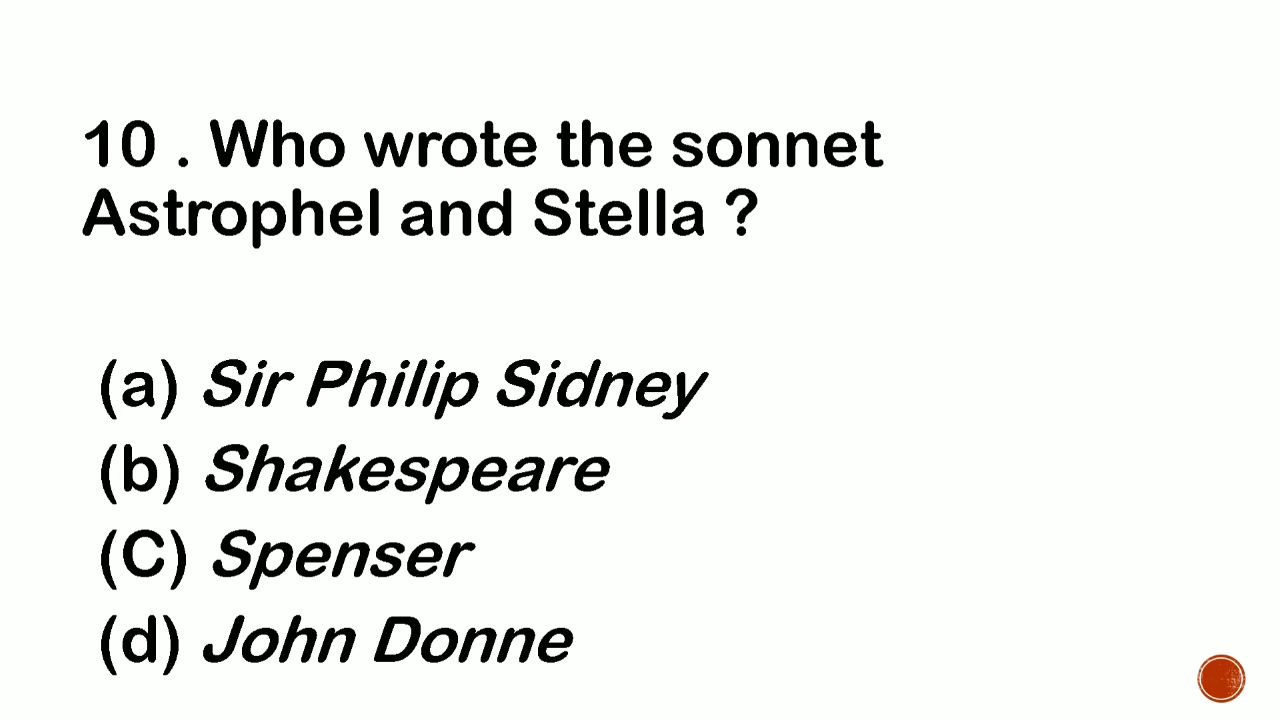 10 . Who wrote the sonnet
Astrophel and Stella ?
(a) Sir Philip Sidney
(b) Shakespeare
(C) Spenser
(d) John Donne